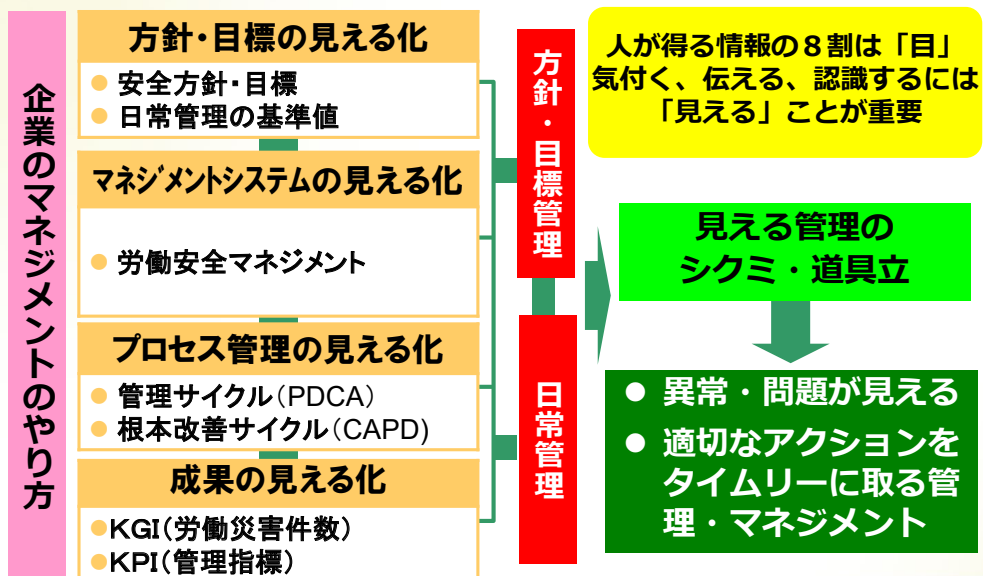 企業のマネジメントのやり方
方針・目標の見える化
● 安全方針・目標
● 日常管理の基準値
マネジメントシステムの見える化
● 労働安全マネジメント
プロセス管理の見える化
● 管理サイクル(PDCA)
● 根本改善サイクル(CAPD)
成果の見える化
●KGI(労働災害件数)
●KPI(管理指標)
方針・目標管理
日常管理
人が得る情報の8割は「目」
気付く、伝える、認識するには
「見える」ことが重要
見える管理の
シクミ・道具立
● 異常・問題が見える
● 適切なアクションを
タイムリーに取る管
理・マネジメント